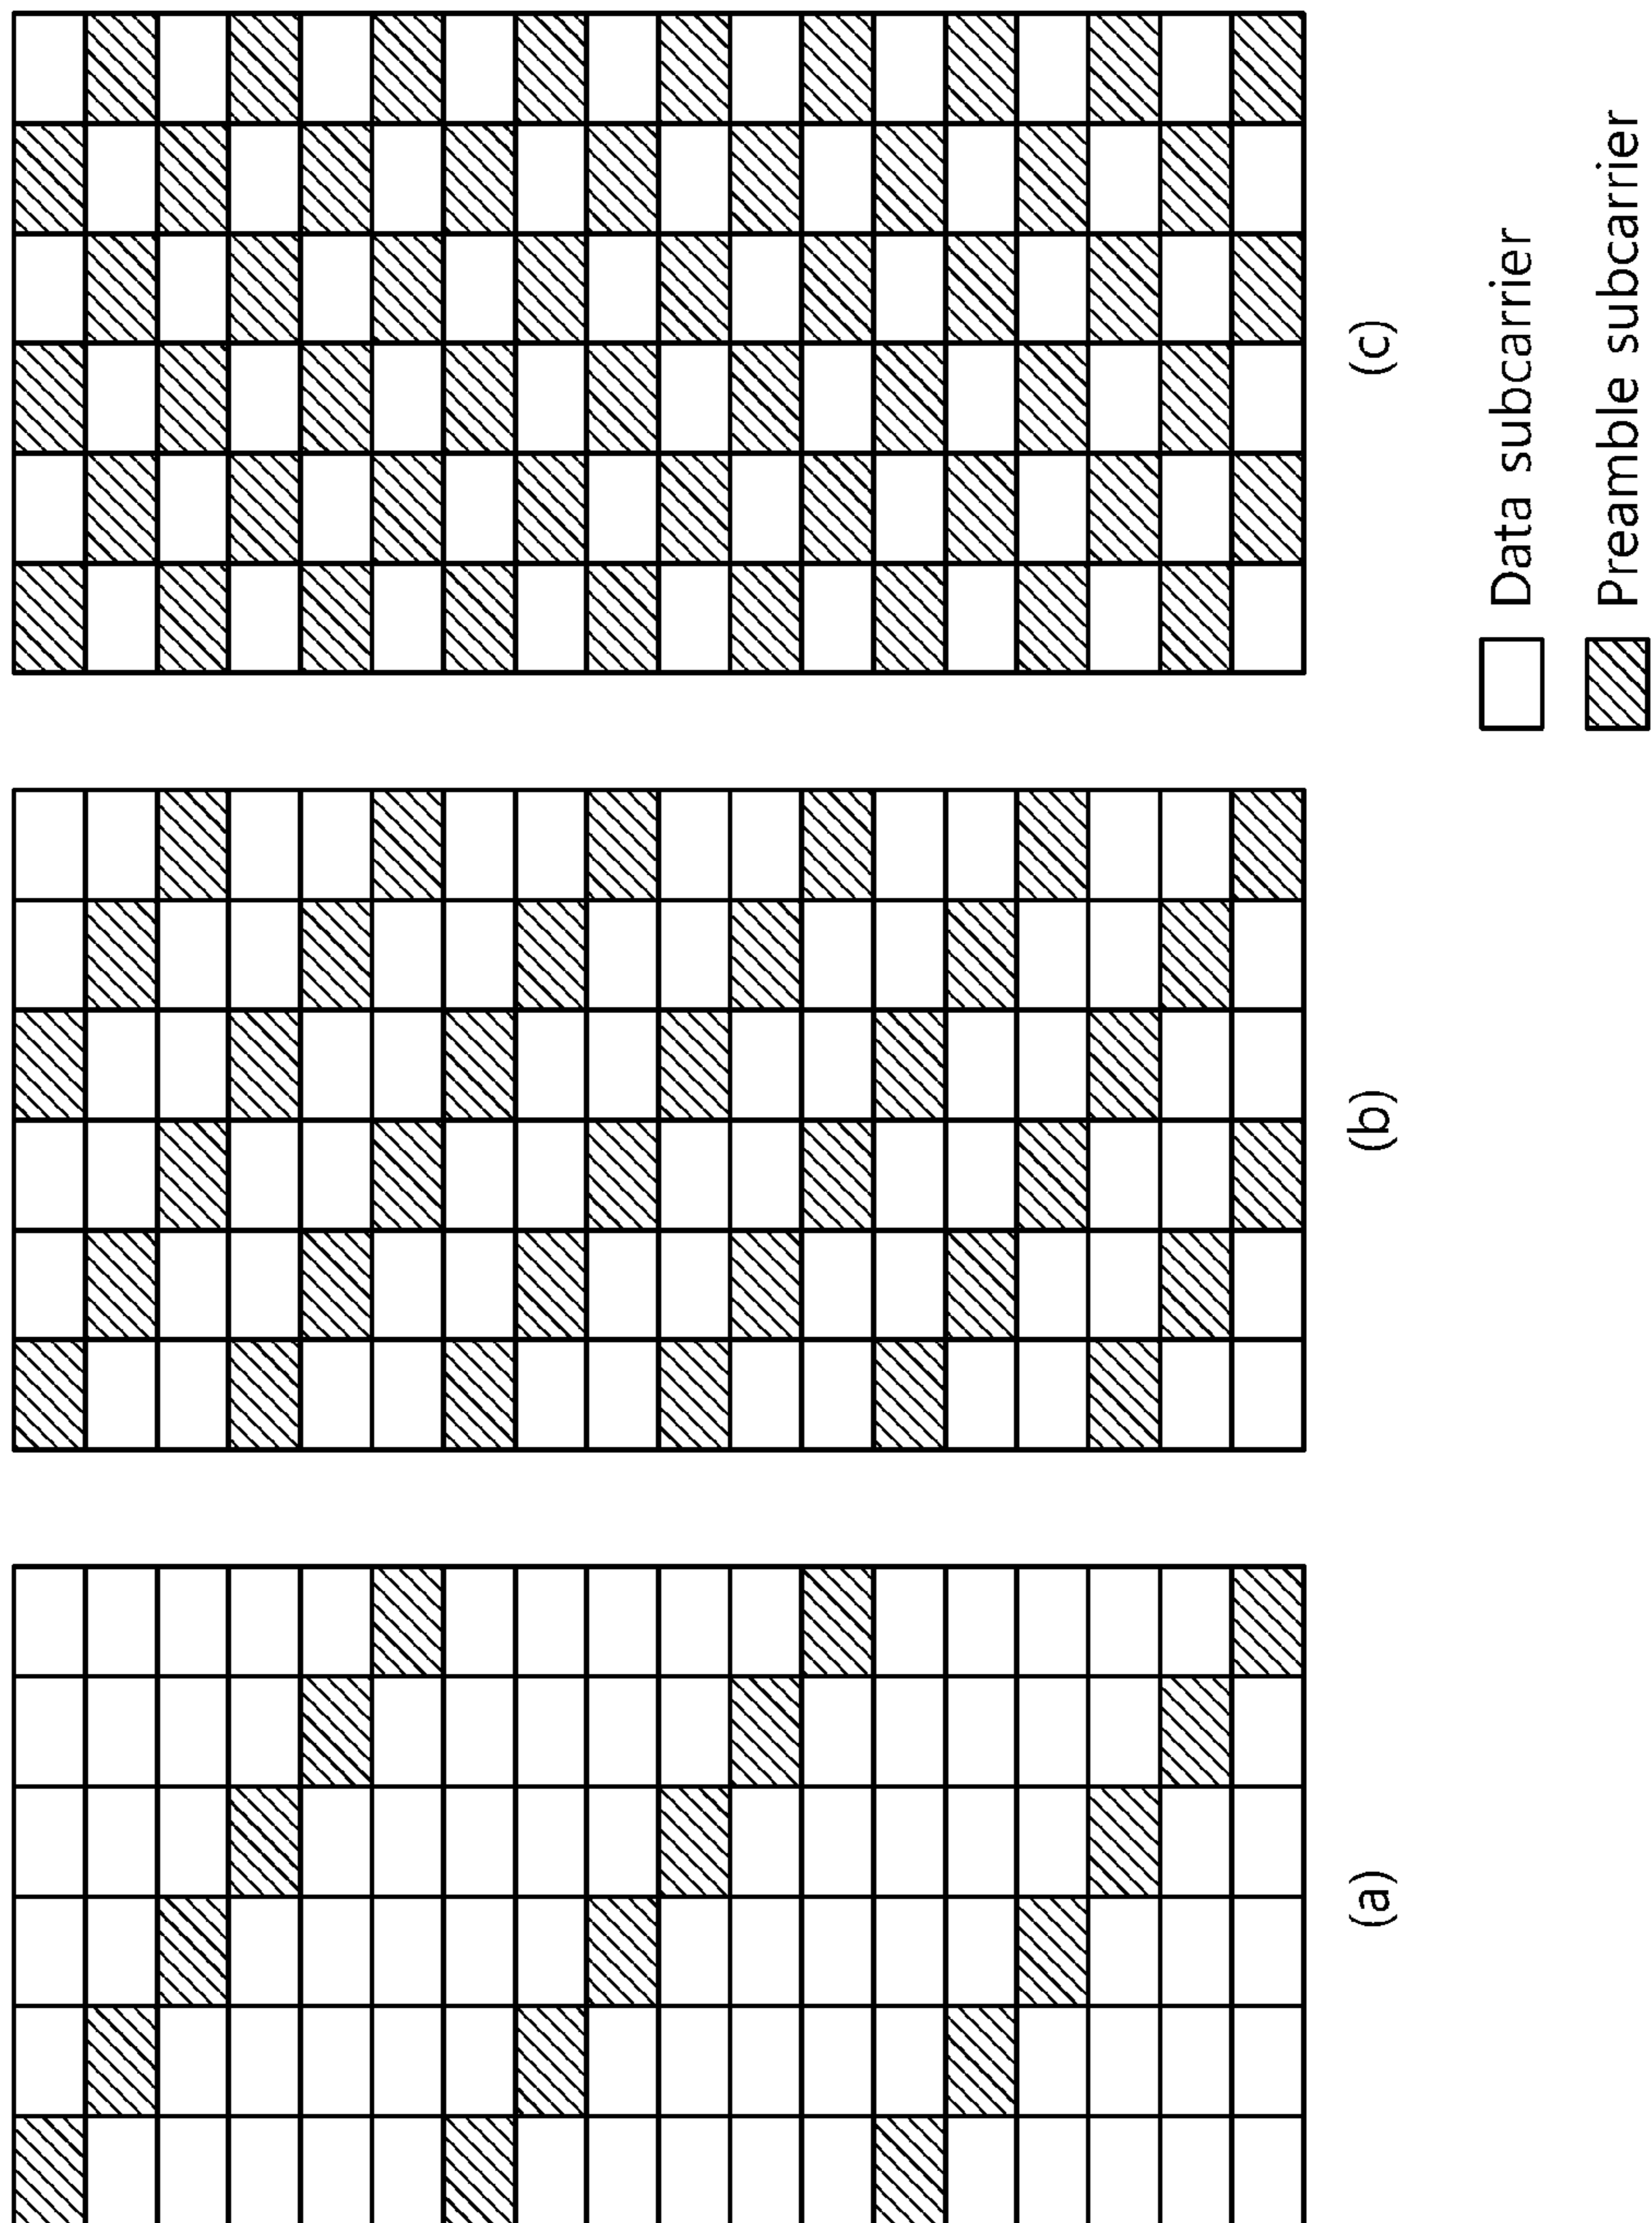 (a)
(b)
(c)
Data subcarrier
Preamble subcarrier